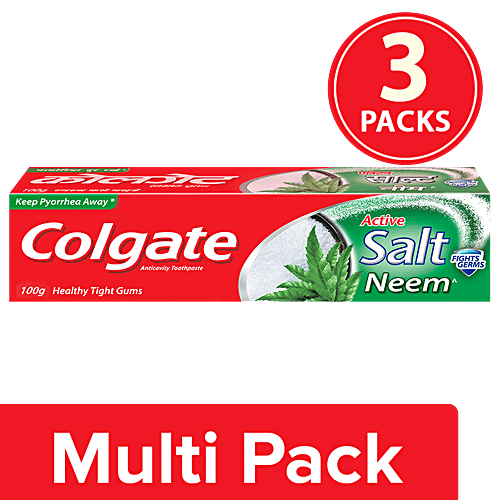 3
PACKS
Keep Pyorrhea Away *
Colgate
Anticavity Toothpaste
100g Healthy Tight Gums
Active
Salt
Neem^
FIGHTS
GERMS
Multi Pack